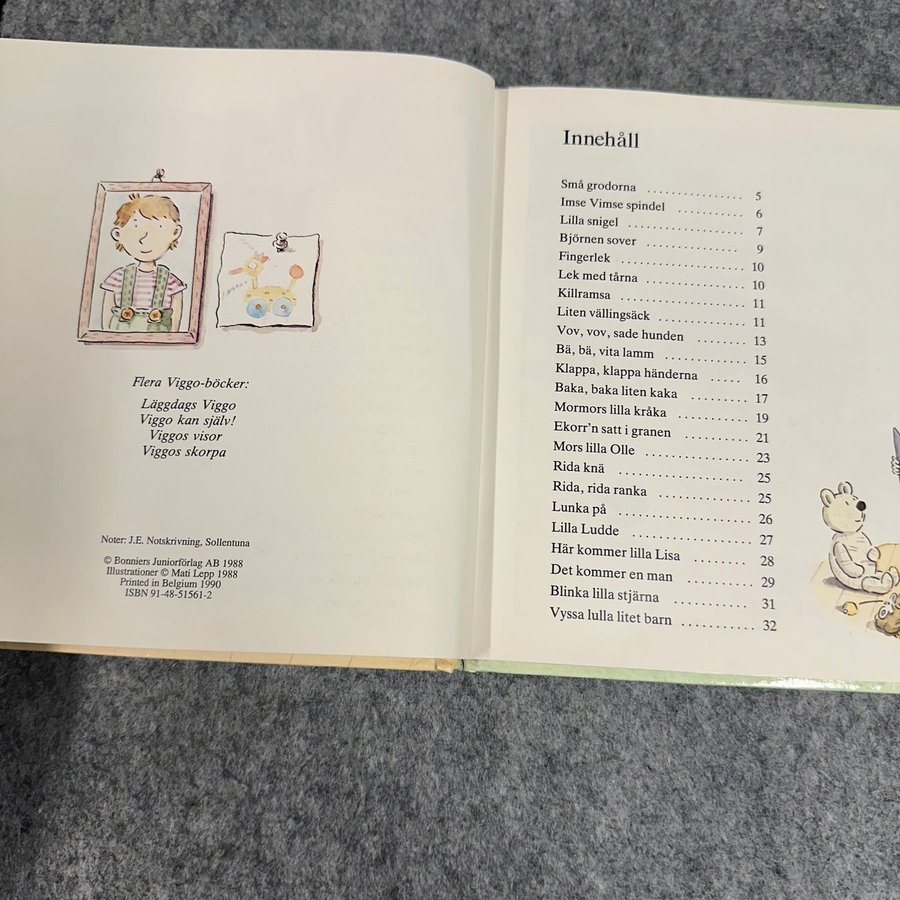 Flera Viggo-böcker:
Läggdags Viggo
Viggo kan själv!
Viggos visor
Viggos skorpa
Noter: J.E. Notskrivning, Sollentuna
© Bonniers Juniorförlag AB 1988
Illustrationer © Mati Lepp 1988
Printed in Belgium 1990
ISBN 91-48-51561-2
Innehåll
Små grodorna ................ 5
Imse Vimse spindel ............ 6
Lilla snigel .................... 7
Björnen sover ................. 9
Fingerlek ..................... 10
Lek med tårna ................. 10
Killramsa ..................... 11
Liten vällingsäck .............. 11
Vov, vov, sade hunden ........ 13
Bä, bä, vita lamm .............. 15
Klappa, klappa händerna ..... 16
Baka, baka liten kaka .......... 17
Mormors lilla kråka ............ 19
Ekorr'n satt i granen ........... 21
Mors lilla Olle ................. 23
Rida knä ..................... 25
Rida, rida ranka ............... 25
Lunka på ..................... 26
Lilla Ludde ................... 27
Här kommer lilla Lisa .......... 28
Det kommer en man ........... 29
Blinka lilla stjärna ............ 31
Vyssa lulla litet barn ........... 32